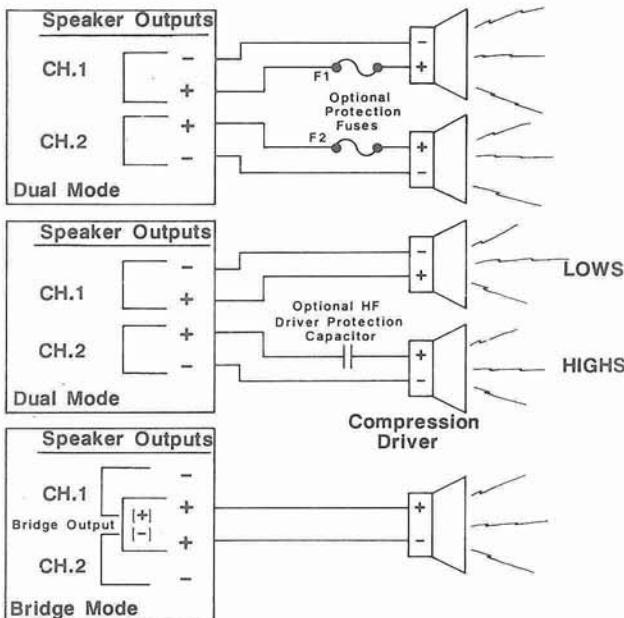 Speaker Outputs
CH.1
−
+
CH.2
+
−
Dual Mode
F1
Optional
Protection
Fuses
F2
−
+
+
−
Speaker Outputs
CH.1
−
+
CH.2
+
−
Dual Mode
Optional HF
Driver Protection
Capacitor
−
+
+
−
LOWS
HIGHS
Compression
Driver
Speaker Outputs
CH.1
−
+
Bridge Output
[+]
[−]
+
CH.2
−
Bridge Mode
+
−